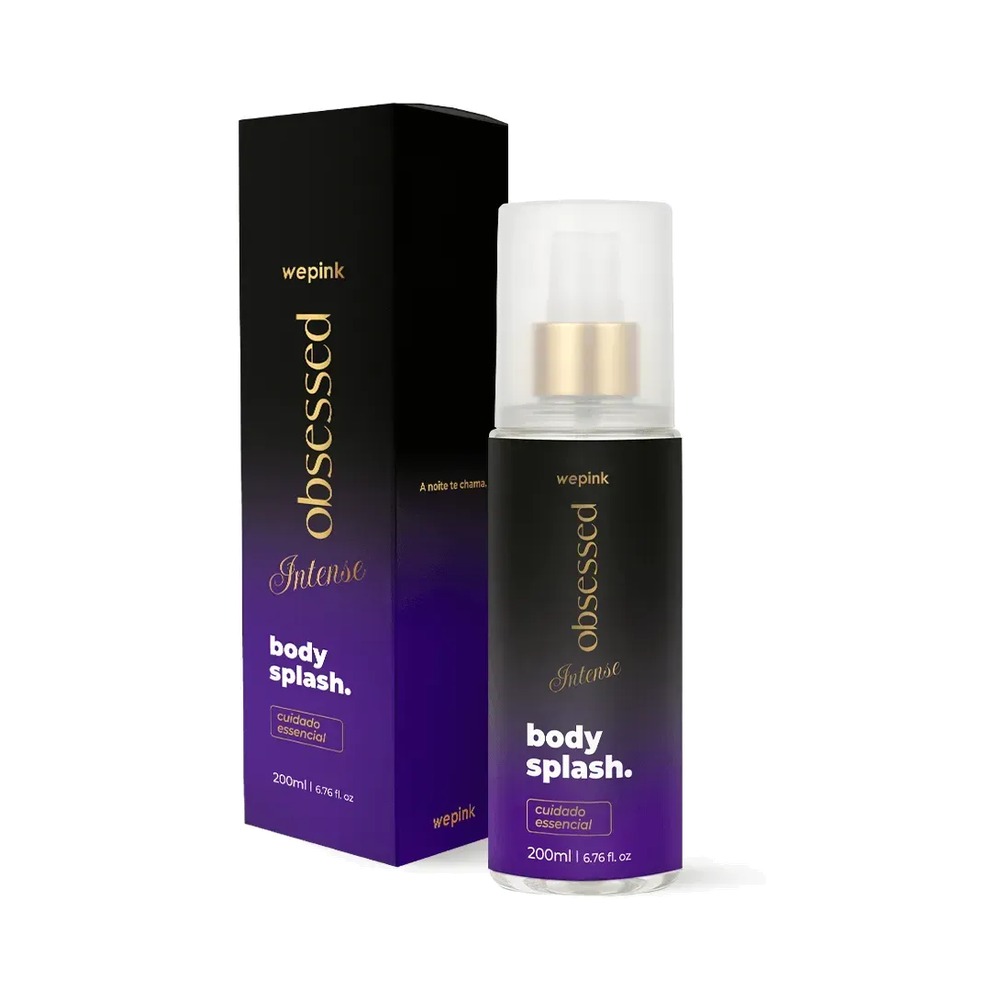 wepink
obsessed
Intense
body
splash.
cuidado
essencial
200ml | 6.76 fl. oz
A noite te chama.
wepink
wepink
obsessed
Intense
body
splash.
cuidado
essencial
200ml | 6.76 fl. oz